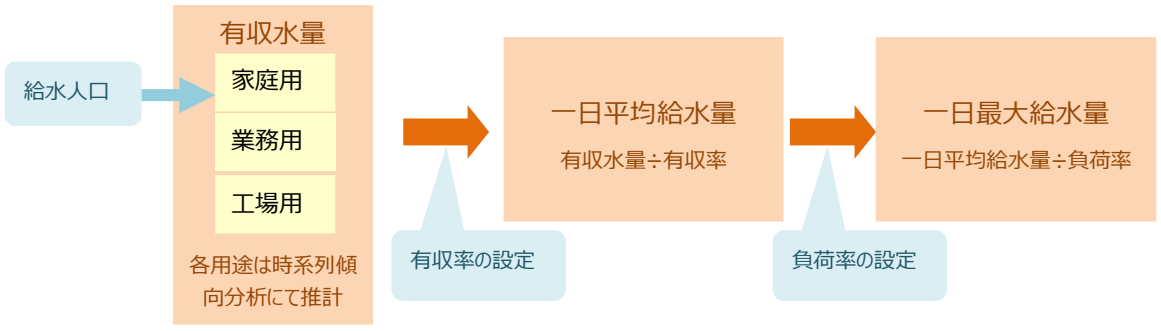 給水人口
有収水量
家庭用
業務用
工場用
各用途は時系列傾
向分析にて推計
有収率の設定
一日平均給水量
有収水量÷有収率
負荷率の設定
一日最大給水量
一日平均給水量÷負荷率